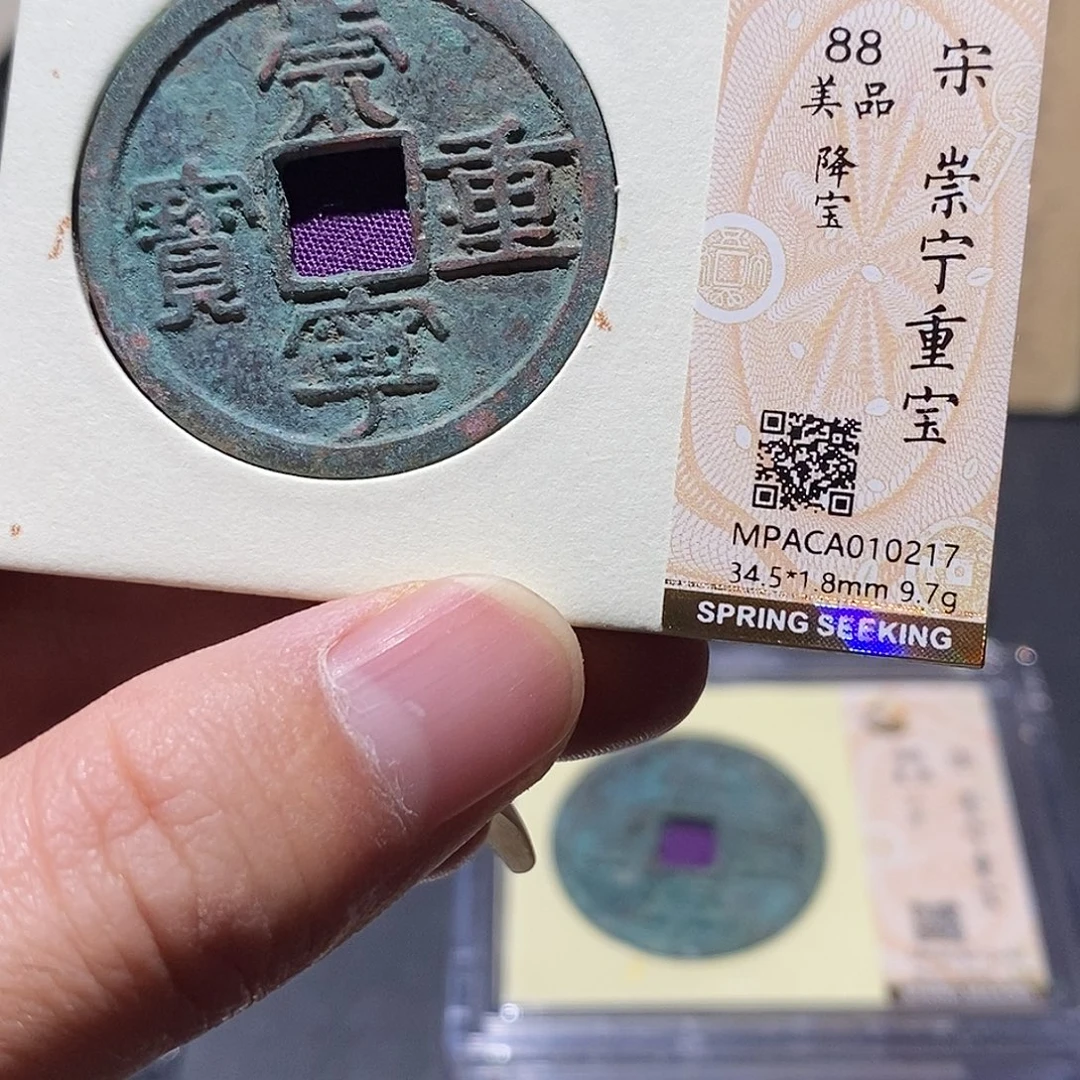 崇
重
寶
寧
宋 崇宁重宝
88
美品
降宝
MPACA010217
34.5*1.8mm 9.7g
SPRING SEEKING